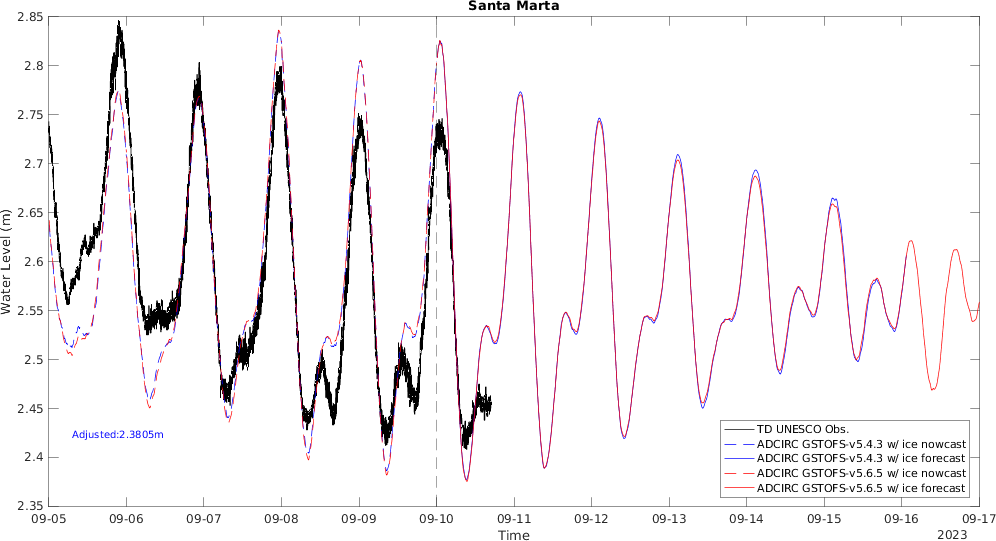 Santa Marta
2.85
2.8
2.75
2.7
2.65
2.6
2.55
2.5
2.45
2.4
2.35
Water Level (m)
Adjusted:2.3805m
TD UNESCO Obs.
ADCIRC GSTOFS-v5.4.3 w/ ice nowcast
ADCIRC GSTOFS-v5.4.3 w/ ice forecast
ADCIRC GSTOFS-v5.6.5 w/ ice nowcast
ADCIRC GSTOFS-v5.6.5 w/ ice forecast
09-05 09-06 09-07 09-08 09-09 09-10 09-11 09-12 09-13 09-14 09-15 09-16 09-17
Time
2023